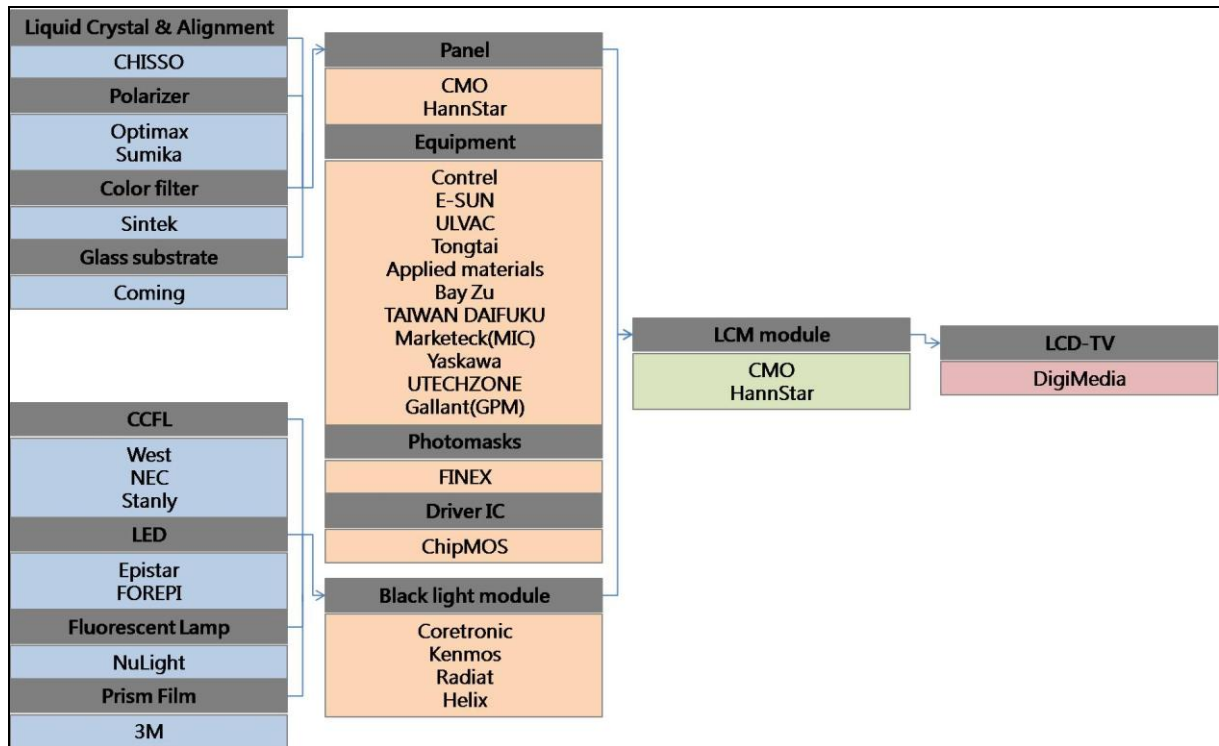 Liquid Crystal & Alignment
CHISSO
Polarizer
Optimax
Sumika
Color filter
Sintek
Glass substrate
Coming
CCFL
West
NEC
Stanly
LED
Epistar
FOREPI
Fluorescent Lamp
NuLight
Prism Film
3M
Panel
CMO
HannStar
Equipment
Contrel
E-SUN
ULVAC
Tongtai
Applied materials
Bay Zu
TAIWAN DAIFUKU
Marketeck(MIC)
Yaskawa
UTECHZONE
Gallant(GPM)
Photomasks
FINEX
Driver IC
ChipMOS
Black light module
Coretronic
Kenmos
Radiat
Helix
LCM module
CMO
HannStar
LCD-TV
DigiMedia